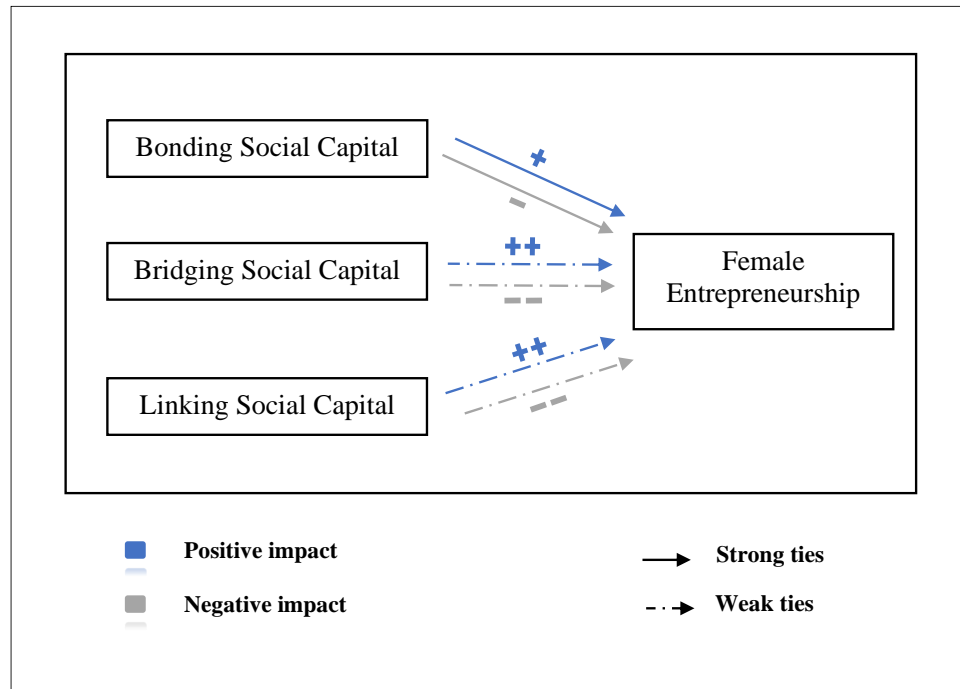 Bonding Social Capital
+
-
Bridging Social Capital
++
--
Female
Entrepreneurship
Linking Social Capital
++
--
Positive impact
Strong ties
Negative impact
Weak ties